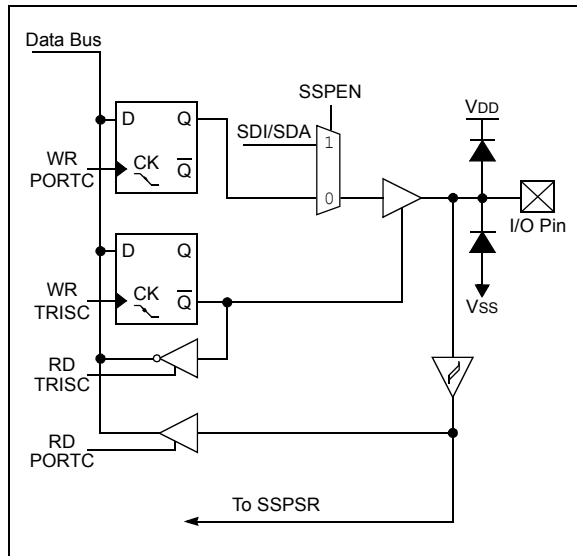 Data Bus
SSPEN
VDD
SDI/SDA
1
D
Q
WR
PORTC
CK
Q
0
I/O Pin
D
Q
VSS
WR
TRISC
CK
Q
RD
TRISC
RD
PORTC
To SSPSR